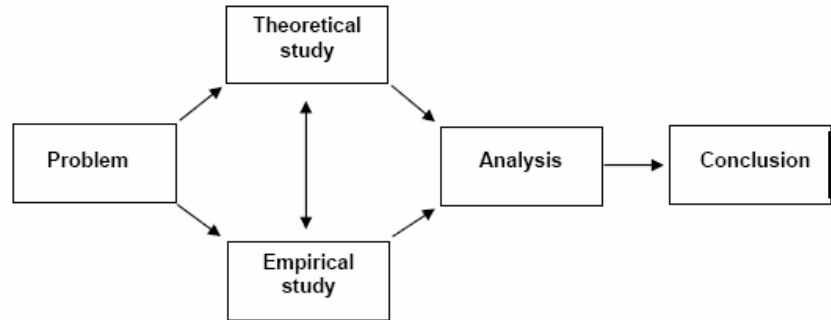 Theoretical
study
Problem
Analysis
Conclusion
Empirical
study